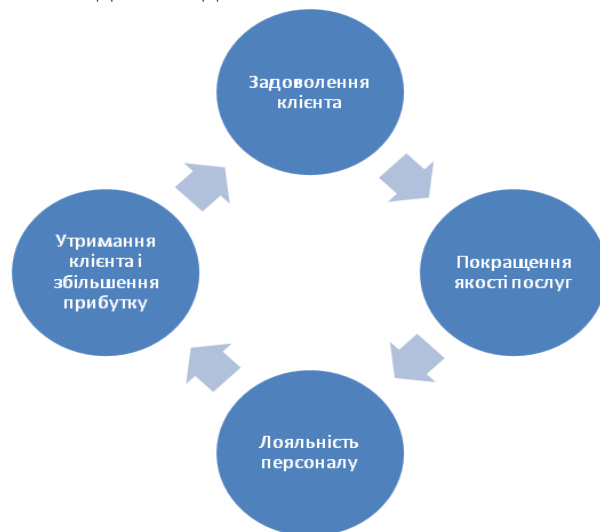 Задоволення
клієнта
Покращення
якості послуг
Лояльність
персоналу
Утримання
клієнта і
збільшення
прибутку